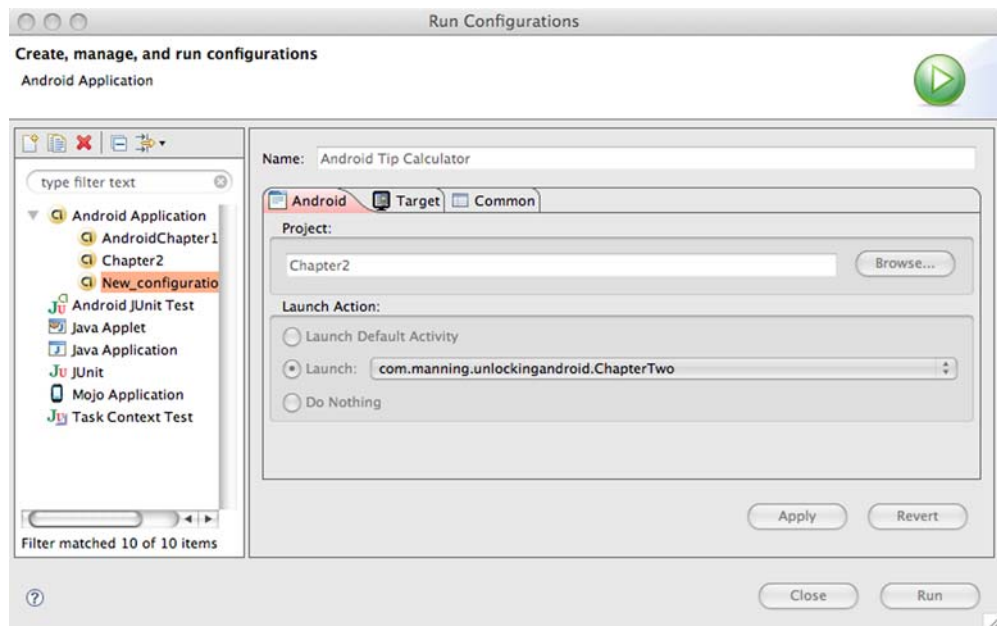 Run Configurations
Create, manage, and run configurations
Android Application
type filter text
Android Application
AndroidChapter1
Chapter2
New_configuratio
Android JUnit Test
Java Applet
Java Application
JUnit
Mojo Application
Task Context Test
Filter matched 10 of 10 items
Name: Android Tip Calculator
Android Target Common
Project:
Chapter2 Browse...
Launch Action:
Launch Default Activity
Launch: com.manning.unlockingandroid.ChapterTwo
Do Nothing
Apply Revert
Close Run